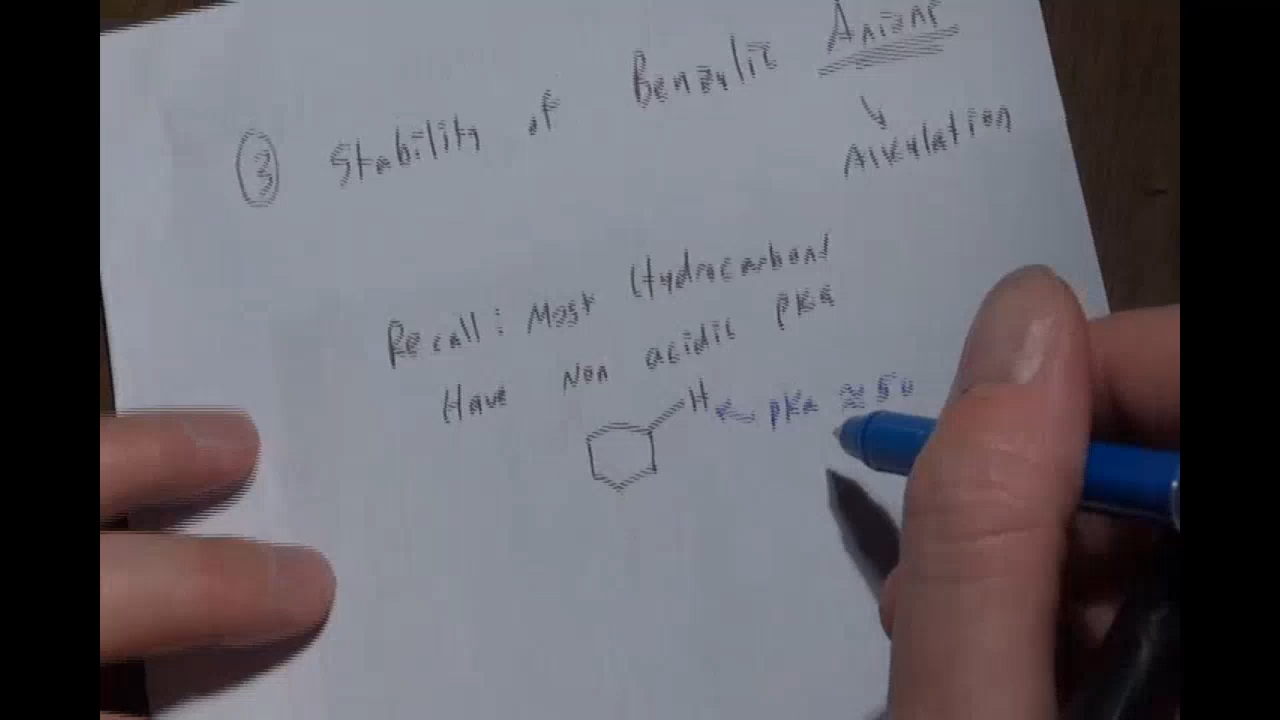 ③ Stability of Benzylic Anions
↓
Alkylation
Recall: Most Hydrocarbons
Have Non acidic pKa
H ← pKa ≈ 50